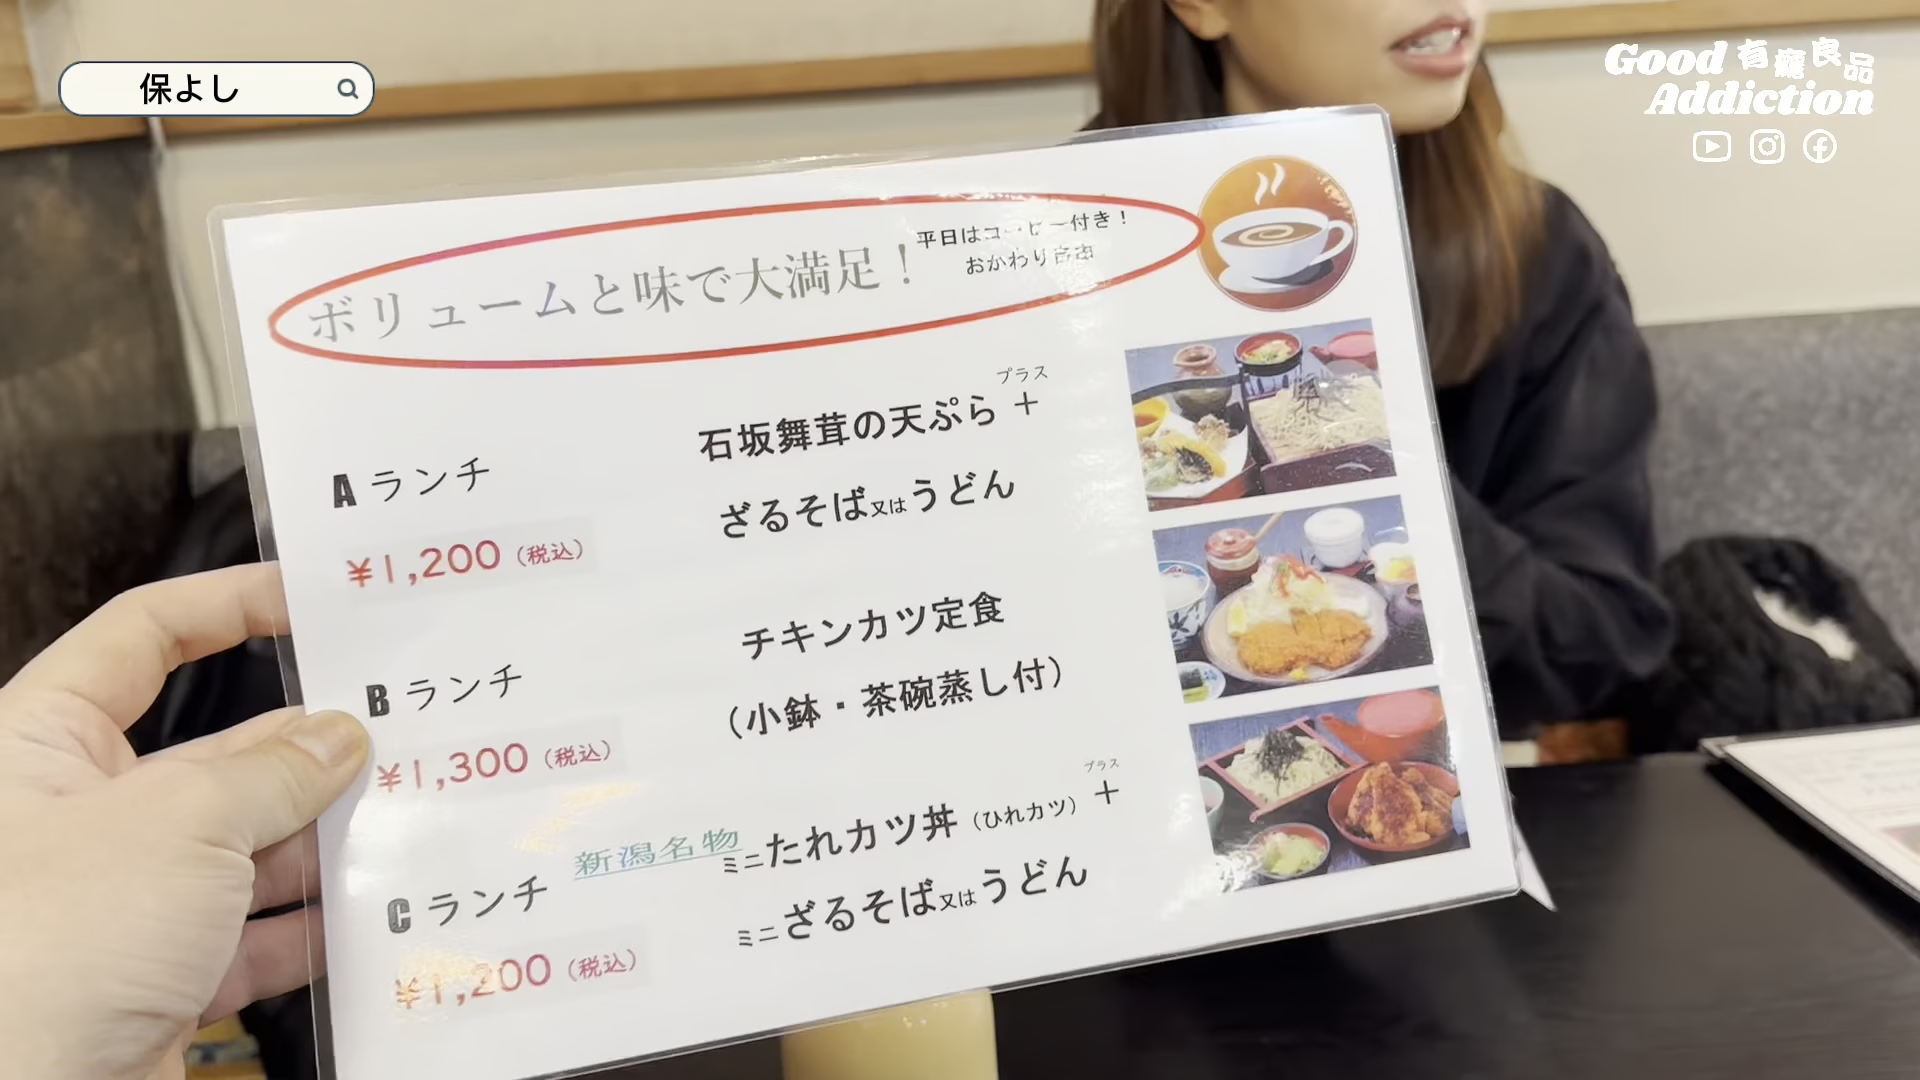 保よし
Good 有癮良品
Addiction
ボリュームと味で大満足！
平日はコーヒー付き！
おかわり自由
プラス
A ランチ
石坂舞茸の天ぷら＋
ざるそば又はうどん
¥1,200（税込）
B ランチ
チキンカツ定食
（小鉢・茶碗蒸し付）
¥1,300（税込）
プラス
C ランチ
新潟名物
ミニたれカツ丼（ひれカツ）＋
ミニざるそば又はうどん
¥1,200（税込）